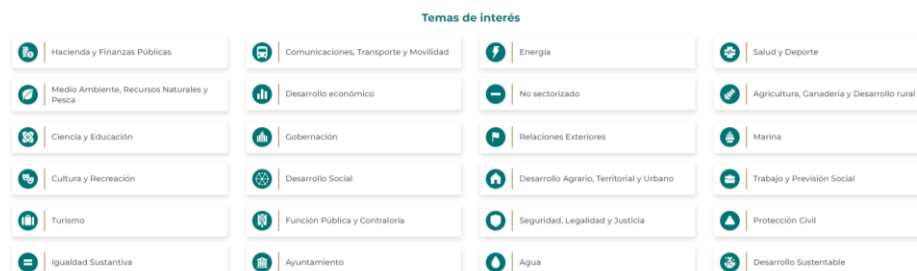 Temas de interés
Hacienda y Finanzas Públicas
Comunicaciones, Transporte y Movilidad
Energía
Salud y Deporte
Medio Ambiente, Recursos Naturales y
Pesca
Desarrollo económico
No sectorizado
Agricultura, Ganadería y Desarrollo rural
Ciencia y Educación
Gobernación
Relaciones Exteriores
Marina
Cultura y Recreación
Desarrollo Social
Desarrollo Agrario, Territorial y Urbano
Trabajo y Previsión Social
Turismo
Función Pública y Contraloría
Seguridad, Legalidad y Justicia
Protección Civil
Igualdad Sustantiva
Ayuntamiento
Agua
Desarrollo Sustentable